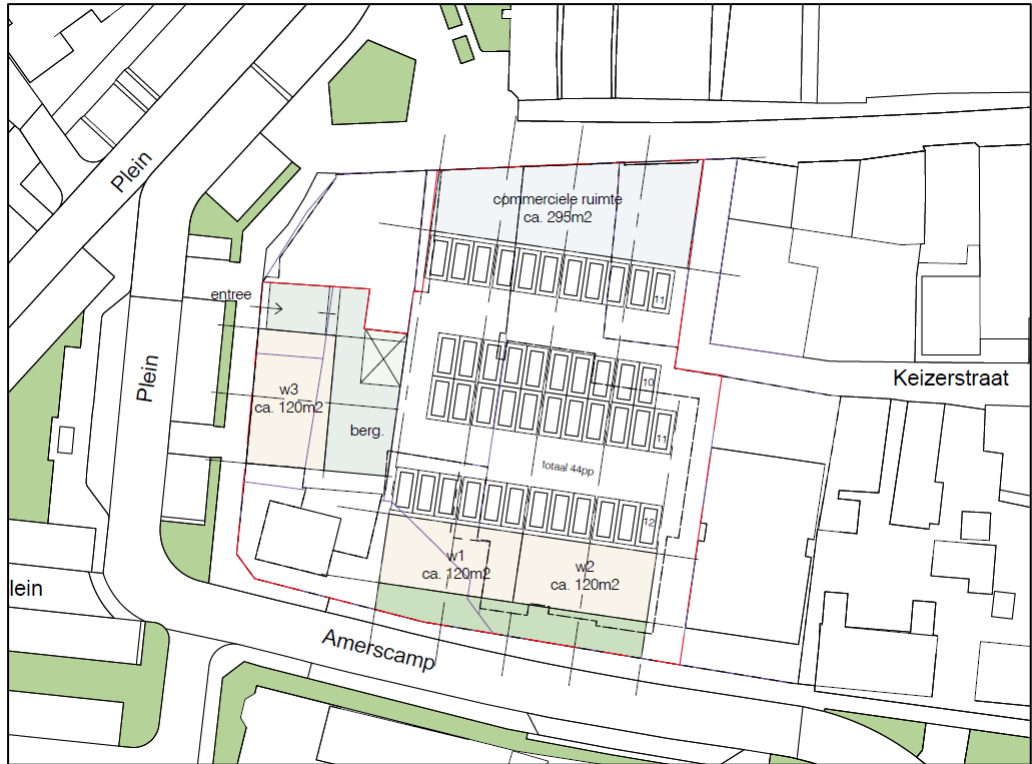 Plein
commerciele ruimte
ca. 295m2
11
entree
10
Keizerstraat
Plein
w3
ca. 120m2
berg.
11
totaal 44pp
12
w1
ca. 120m2
w2
ca. 120m2
lein
Amerscamp